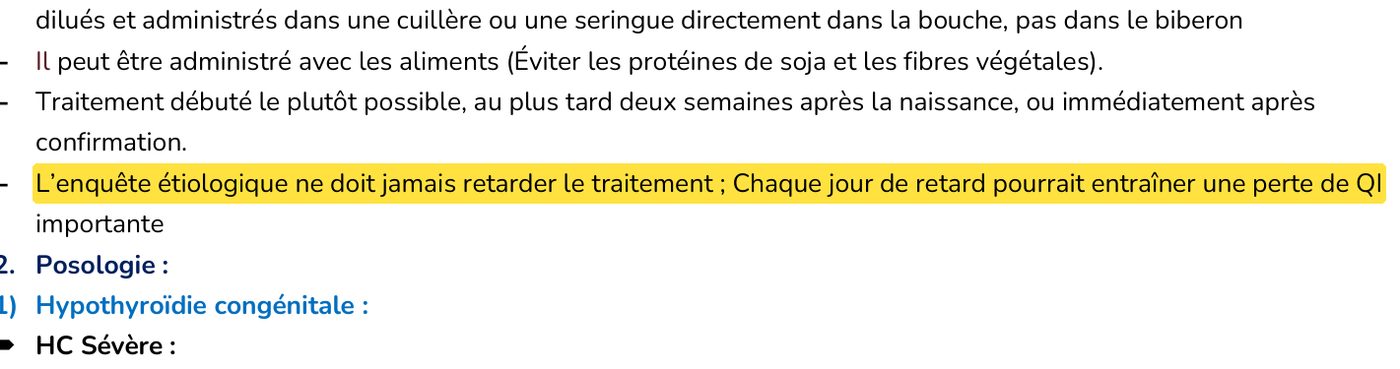 dilués et administrés dans une cuillère ou une seringue directement dans la bouche, pas dans le biberon
- Il peut être administré avec les aliments (Éviter les protéines de soja et les fibres végétales).
- Traitement débuté le plutôt possible, au plus tard deux semaines après la naissance, ou immédiatement après
confirmation.
- L’enquête étiologique ne doit jamais retarder le traitement ; Chaque jour de retard pourrait entraîner une perte de QI
importante
2. Posologie :
1) Hypothyroïdie congénitale :
➨ HC Sévère :